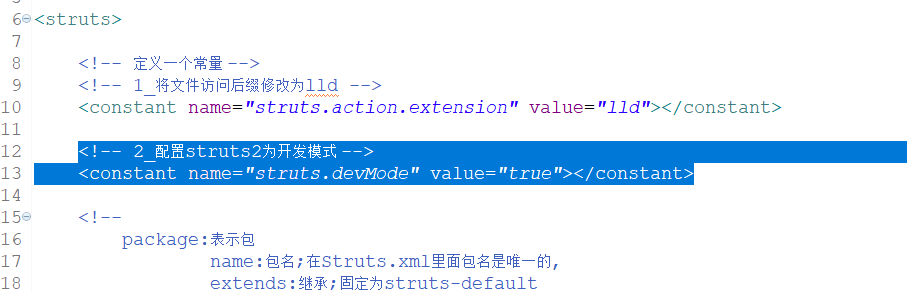 6 <struts>
7
8 <!-- 定义一个常量 -->
9 <!-- 1_将文件访问后缀修改为lld -->
10 <constant name="struts.action.extension" value="lld"></constant>
11
12 <!-- 2_配置struts2为开发模式 -->
13 <constant name="struts.devMode" value="true"></constant>
14
15 <!--
16 package:表示包
17 name:包名;在Struts.xml里面包名是唯一的,
18 extends:继承;固定为struts-default